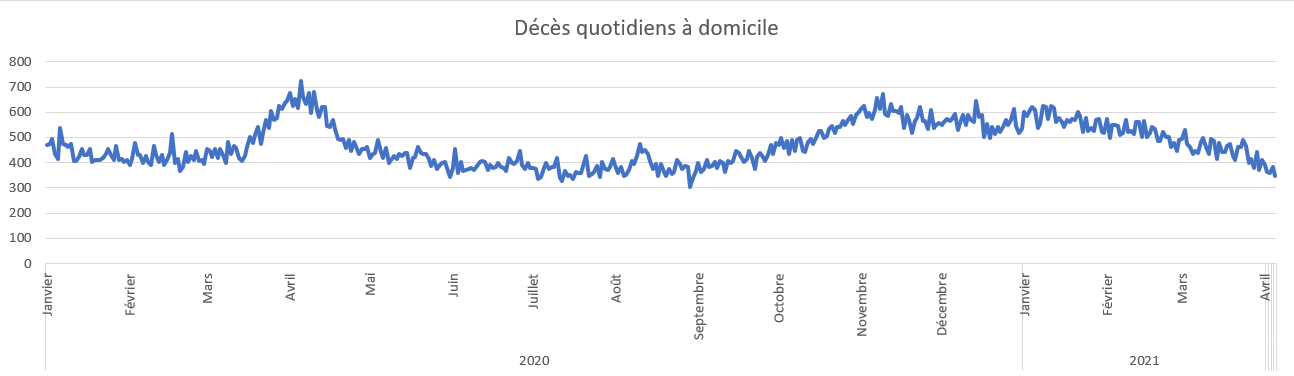 Décès quotidiens à domicile
800
700
600
500
400
300
200
100
0
Janvier
Février
Mars
Avril
Mai
Juin
Juillet
Août
Septembre
Octobre
Novembre
Décembre
Janvier
Février
Mars
Avril
2020
2021